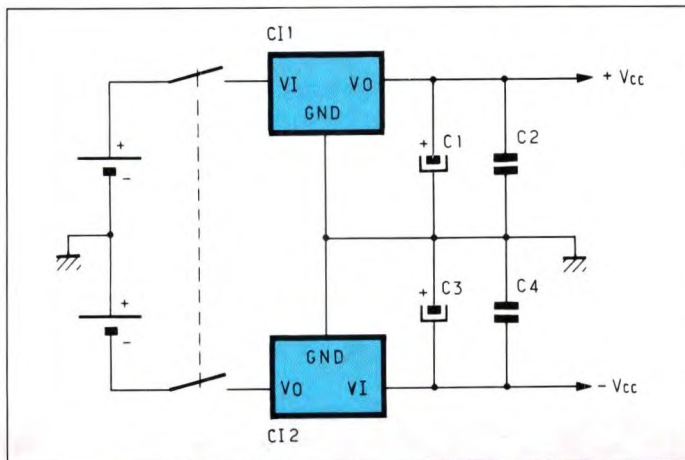 CI1
VI VO
GND
+ Vcc
+ C1
C2
+
-
+
-
+ C3
C4
GND
VO VI
- Vcc
CI2